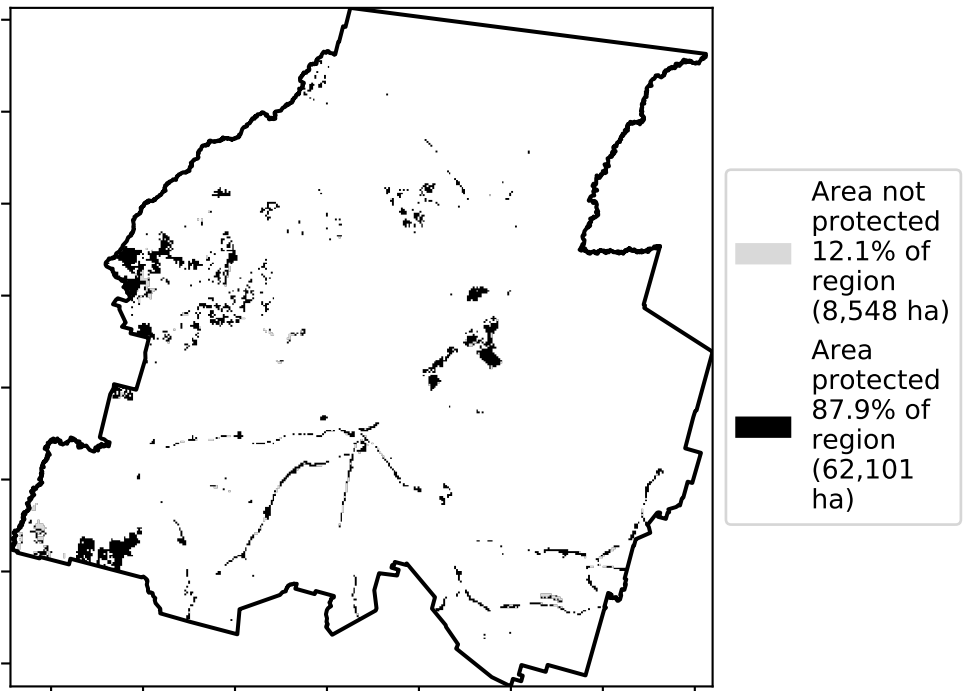 Area not
protected
12.1% of
region
(8,548 ha)
Area
protected
87.9% of
region
(62,101
ha)